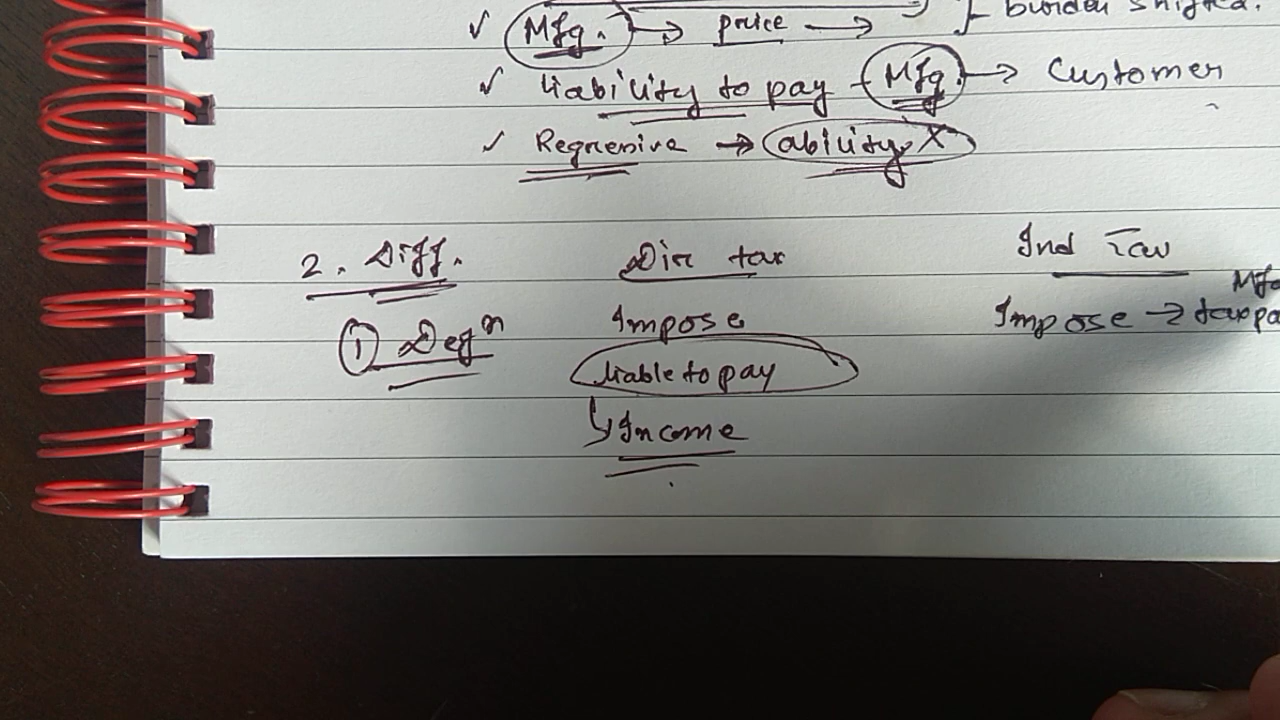 ✓ Mfg. → price → } burden shifted.
✓ liability to pay - Mfg. → Customer
✓ Regressive → ability X
2. Diff. Dir tax Ind Tax
① Defⁿ Impose Impose → taxpa
Mfg
liable to pay
↳ Income